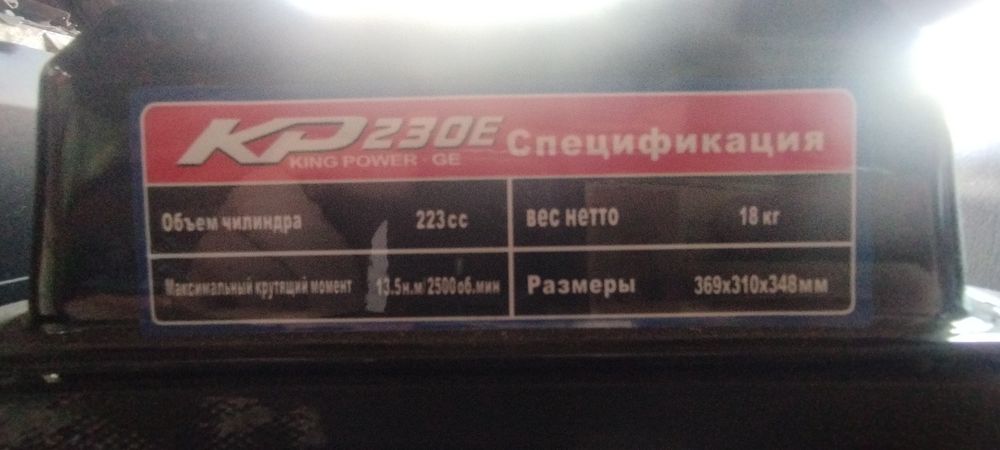 KP230E Спецификация
KING POWER · GE
Объем чилиндра 223cc вес нетто 18 кг
Максимальный крутящий момент 13.5н.м/2500об.мин Размеры 369x310x348мм